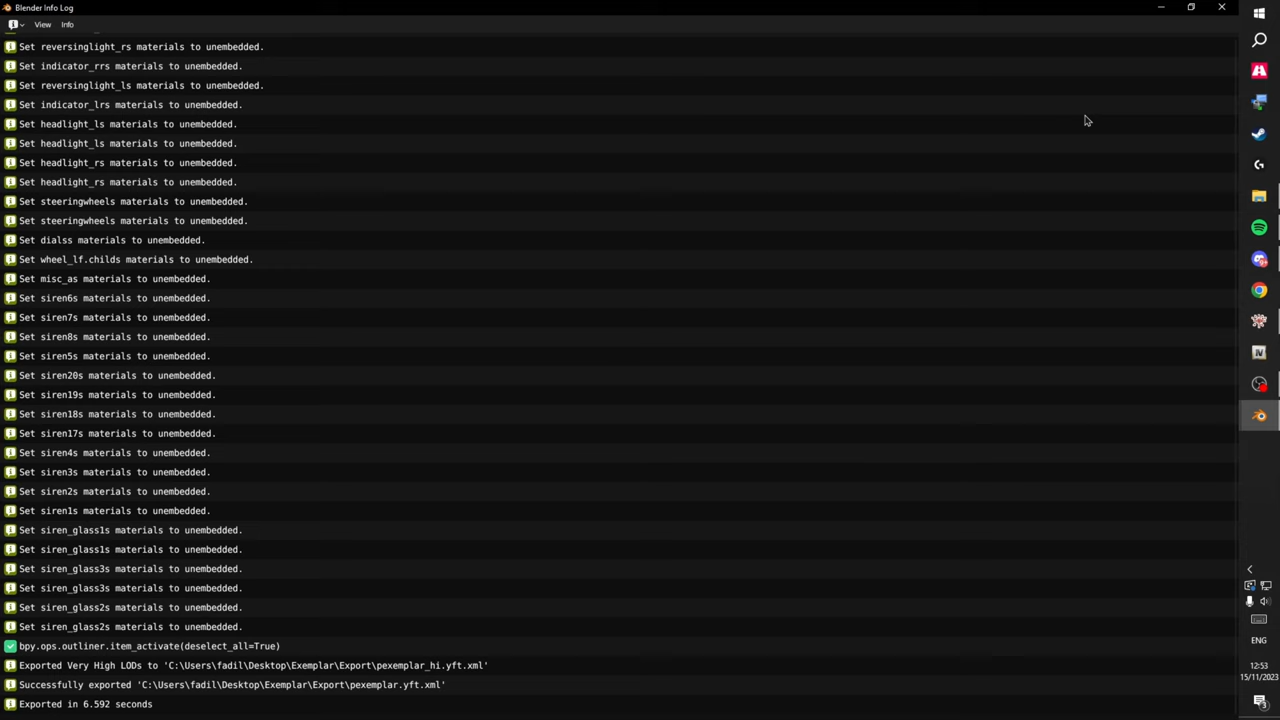 Blender Info Log
View Info
Set reversinglight_rs materials to unembedded.
Set indicator_rrs materials to unembedded.
Set reversinglight_ls materials to unembedded.
Set indicator_lrs materials to unembedded.
Set headlight_ls materials to unembedded.
Set headlight_ls materials to unembedded.
Set headlight_rs materials to unembedded.
Set headlight_rs materials to unembedded.
Set steeringwheels materials to unembedded.
Set steeringwheels materials to unembedded.
Set dialss materials to unembedded.
Set wheel_lf.childs materials to unembedded.
Set misc_as materials to unembedded.
Set siren6s materials to unembedded.
Set siren7s materials to unembedded.
Set siren8s materials to unembedded.
Set siren5s materials to unembedded.
Set siren20s materials to unembedded.
Set siren19s materials to unembedded.
Set siren18s materials to unembedded.
Set siren17s materials to unembedded.
Set siren4s materials to unembedded.
Set siren3s materials to unembedded.
Set siren2s materials to unembedded.
Set siren1s materials to unembedded.
Set siren_glass1s materials to unembedded.
Set siren_glass1s materials to unembedded.
Set siren_glass3s materials to unembedded.
Set siren_glass3s materials to unembedded.
Set siren_glass2s materials to unembedded.
Set siren_glass2s materials to unembedded.
bpy.ops.outliner.item_activate(deselect_all=True)
Exported Very High LODs to 'C:\Users\fadil\Desktop\Exemplar\Export\pexemplar_hi.yft.xml'
Successfully exported 'C:\Users\fadil\Desktop\Exemplar\Export\pexemplar.yft.xml'
Exported in 6.592 seconds
ENG
12:53
15/11/2023
3